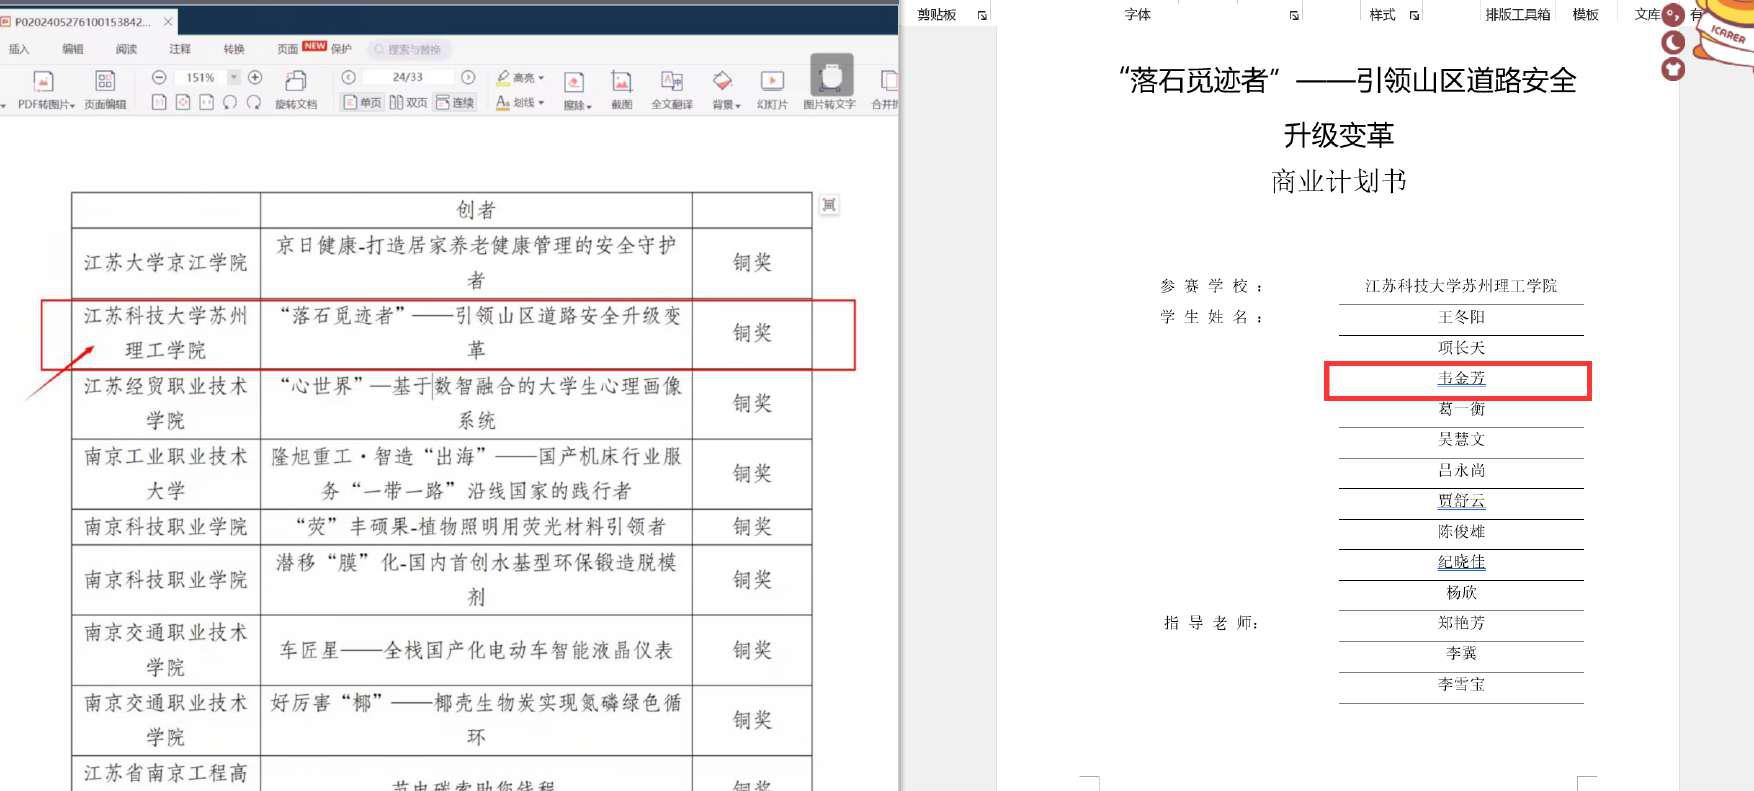 P0202405276100153842...
插入 编辑 阅读 注释 转换 页面 NEW 保护 搜索与替换
151% 24/33 高亮
PDF转图片 页面编辑 旋转文档 单页 双页 连续 划线 擦除 截图 全文翻译 背景 幻灯片 图片转文字
创者
江苏大学京江学院
京日健康-打造居家养老健康管理的安全守护
者
铜奖
江苏科技大学苏州
理工学院
“落石觅迹者”——引领山区道路安全升级变
革
铜奖
江苏经贸职业技术
学院
“心世界”—基于数智融合的大学生心理画像
系统
铜奖
南京工业职业技术
大学
隆旭重工·智造“出海”——国产机床行业服
务“一带一路”沿线国家的践行者
铜奖
南京科技职业学院
“荧”丰硕果-植物照明用荧光材料引领者
铜奖
南京科技职业学院
潜移“膜”化-国内首创水基型环保锻造脱模
剂
铜奖
南京交通职业技术
学院
车匠星——全栈国产化电动车智能液晶仪表
铜奖
南京交通职业技术
学院
好厉害“椰”——椰壳生物炭实现氮磷绿色循
环
铜奖
江苏省南京工程高
铜奖
剪贴板 字体 样式 排版工具箱 模板 文库 有
ICARER
“落石觅迹者”——引领山区道路安全
升级变革
商业计划书
参赛学校: 江苏科技大学苏州理工学院
学生姓名: 王冬阳
项长天
韦金芳
葛一衡
吴慧文
吕永尚
贾舒云
陈俊雄
纪晓佳
杨欣
指导老师: 郑艳芳
李冀
李雪宝